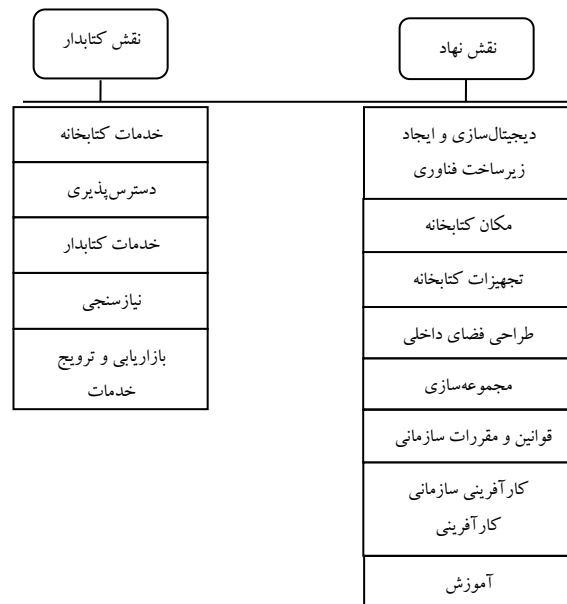 نقش نهاد
دیجیتال‌سازی و ایجاد
زیرساخت فناوری
مکان کتابخانه
تجهیزات کتابخانه
طراحی فضای داخلی
مجموعه‌سازی
قوانین و مقررات سازمانی
کارآفرینی سازمانی
کارآفرینی
آموزش
نقش کتابدار
خدمات کتابخانه
دسترس‌پذیری
خدمات کتابدار
نیازسنجی
بازاریابی و ترویج
خدمات